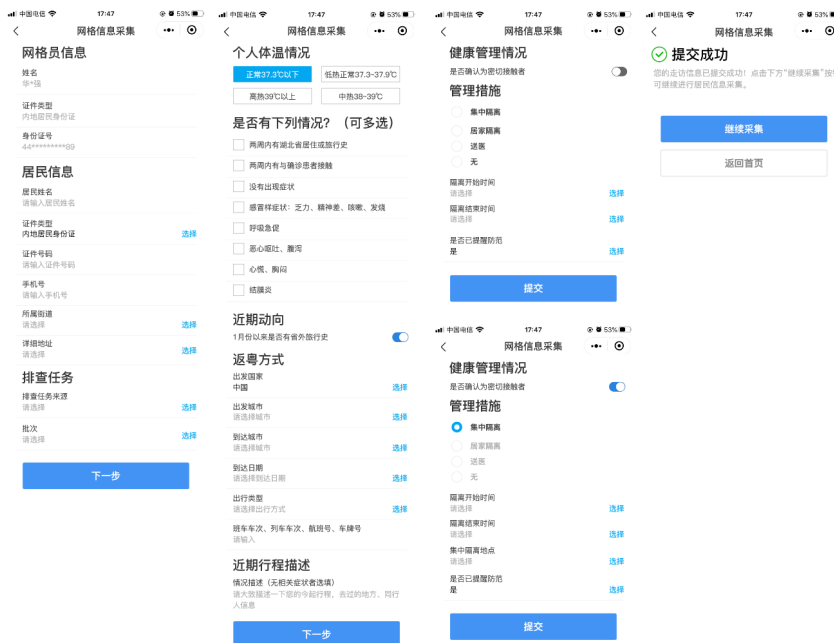 中国电信
17:47
53%
网格信息采集
网格员信息
姓名
华*强
证件类型
内地居民身份证
身份证号
44*********89
居民信息
居民姓名
请输入居民姓名
证件类型
内地居民身份证 选择
证件号码
请输入证件号码
手机号
请输入手机号
所属街道
请选择 选择
详细地址
请选择 选择
排查任务
排查任务来源
请选择 选择
批次
请选择 选择
下一步
中国电信
17:47
53%
网格信息采集
个人体温情况
正常37.3℃以下 低热正常37.3-37.9℃
高热39℃以上 中热38-39℃
是否有下列情况？（可多选）
两周内有湖北省居住或旅行史
两周内有与确诊患者接触
没有出现症状
感冒样症状：乏力、精神差、咳嗽、发烧
呼吸急促
恶心呕吐、腹泻
心慌、胸闷
结膜炎
近期动向
1月份以来是否有省外旅行史
返粤方式
出发国家
中国 选择
出发城市
请选择城市 选择
到达城市
请选择城市 选择
到达日期
请选择到达日期 选择
出行类型
请选择出行方式 选择
班车车次、列车车次、航班号、车牌号
请输入
近期行程描述
情况描述（无相关症状者选填）
请大致描述一下您的今起行程，去过的地方、同行
人信息
下一步
中国电信
17:47
53%
网格信息采集
健康管理情况
是否确认为密切接触者
管理措施
集中隔离
居家隔离
送医
无
隔离开始时间
请选择 选择
隔离结束时间
请选择 选择
是否已提醒防范
是 选择
提交
中国电信
17:47
53%
网格信息采集
健康管理情况
是否确认为密切接触者
管理措施
集中隔离
居家隔离
送医
无
隔离开始时间
请选择 选择
隔离结束时间
请选择 选择
集中隔离地点
请选择 选择
是否已提醒防范
是 选择
提交
中国电信
17:47
53%
网格信息采集
提交成功
您的走访信息已提交成功！点击下方“继续采集”按
可继续进行居民信息采集。
继续采集
返回首页